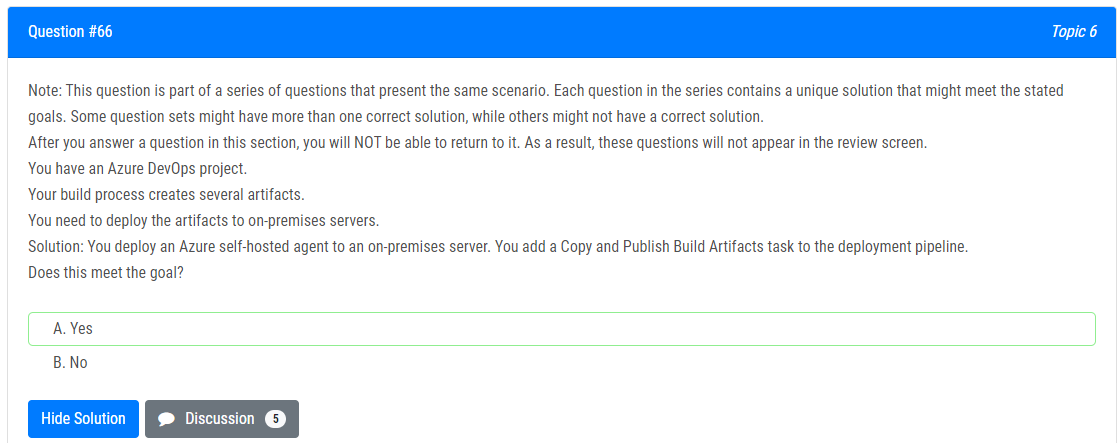 Question #66
Topic 6
Note: This question is part of a series of questions that present the same scenario. Each question in the series contains a unique solution that might meet the stated
goals. Some question sets might have more than one correct solution, while others might not have a correct solution.
After you answer a question in this section, you will NOT be able to return to it. As a result, these questions will not appear in the review screen.
You have an Azure DevOps project.
Your build process creates several artifacts.
You need to deploy the artifacts to on-premises servers.
Solution: You deploy an Azure self-hosted agent to an on-premises server. You add a Copy and Publish Build Artifacts task to the deployment pipeline.
Does this meet the goal?
A. Yes
B. No
Hide Solution
Discussion 5